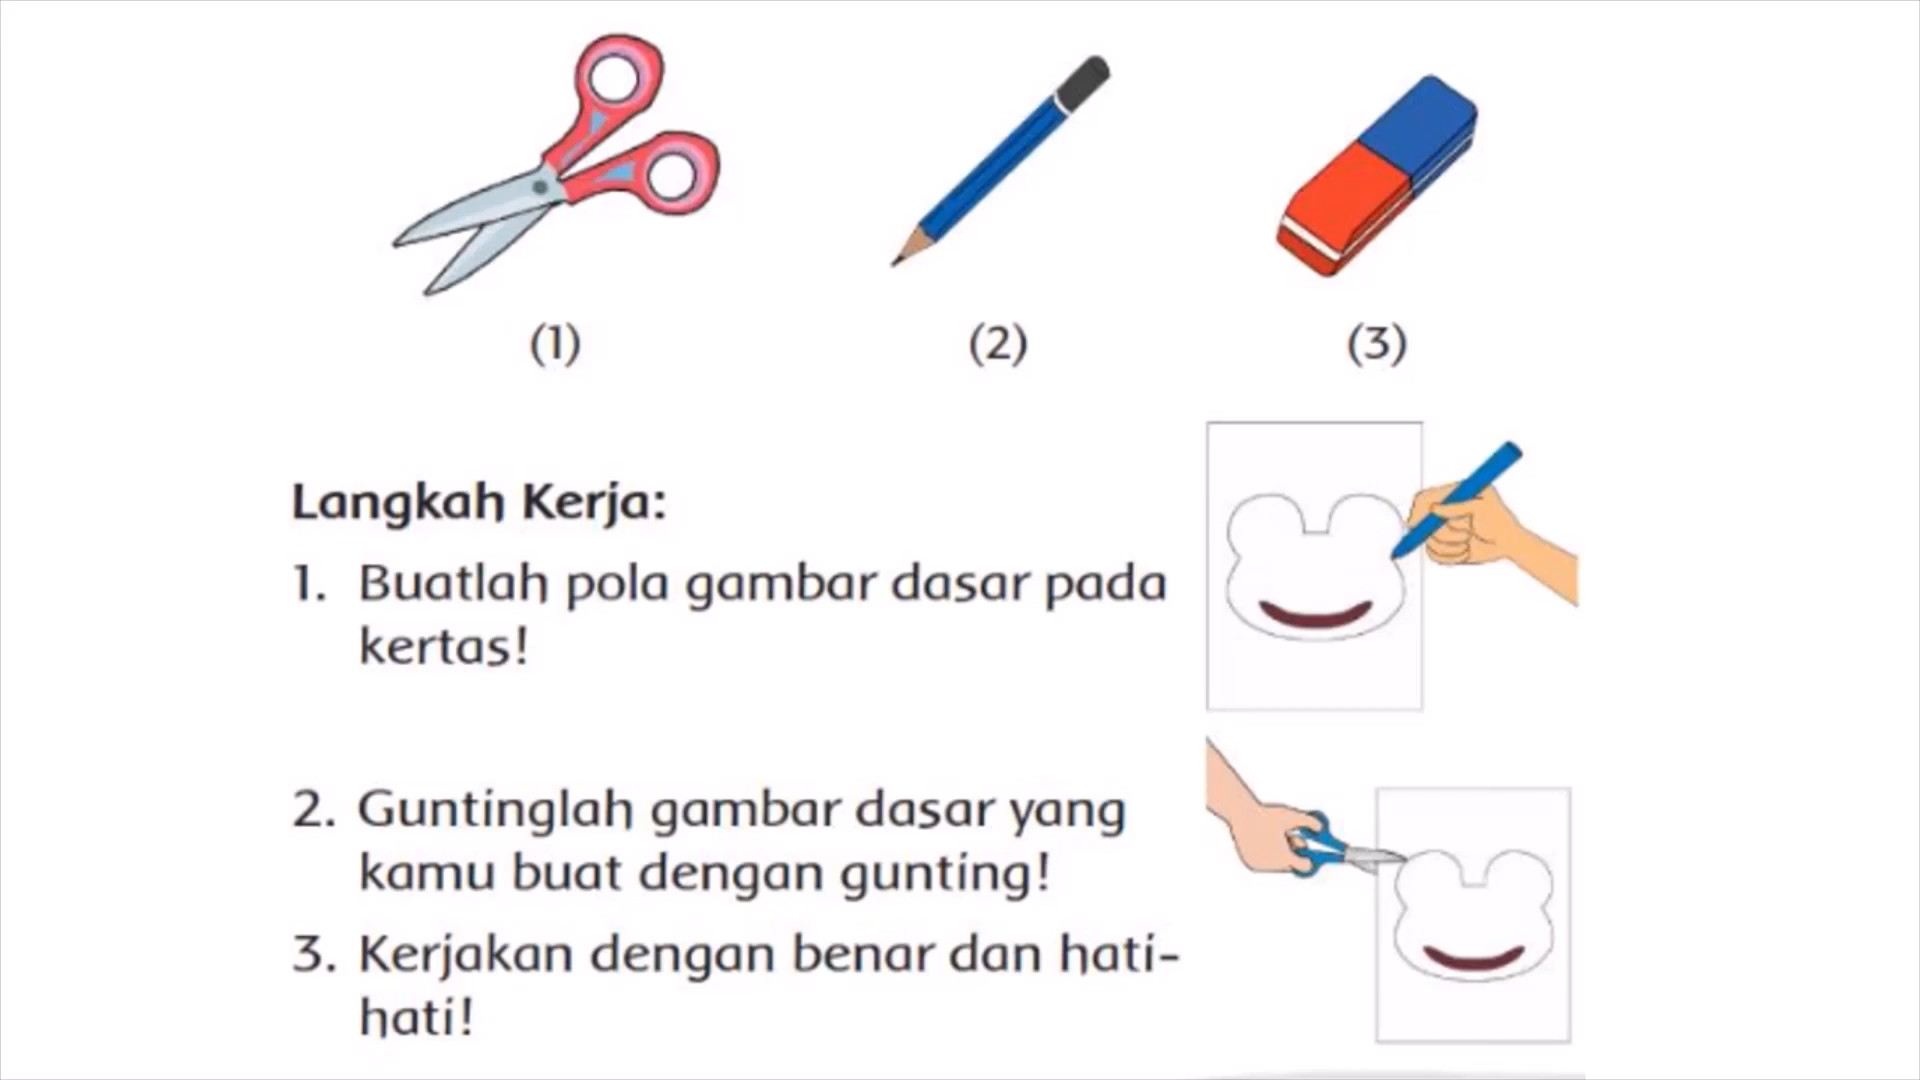 (1) (2) (3)
Langkah Kerja:
1. Buatlah pola gambar dasar pada
kertas!
2. Guntinglah gambar dasar yang
kamu buat dengan gunting!
3. Kerjakan dengan benar dan hati-
hati!